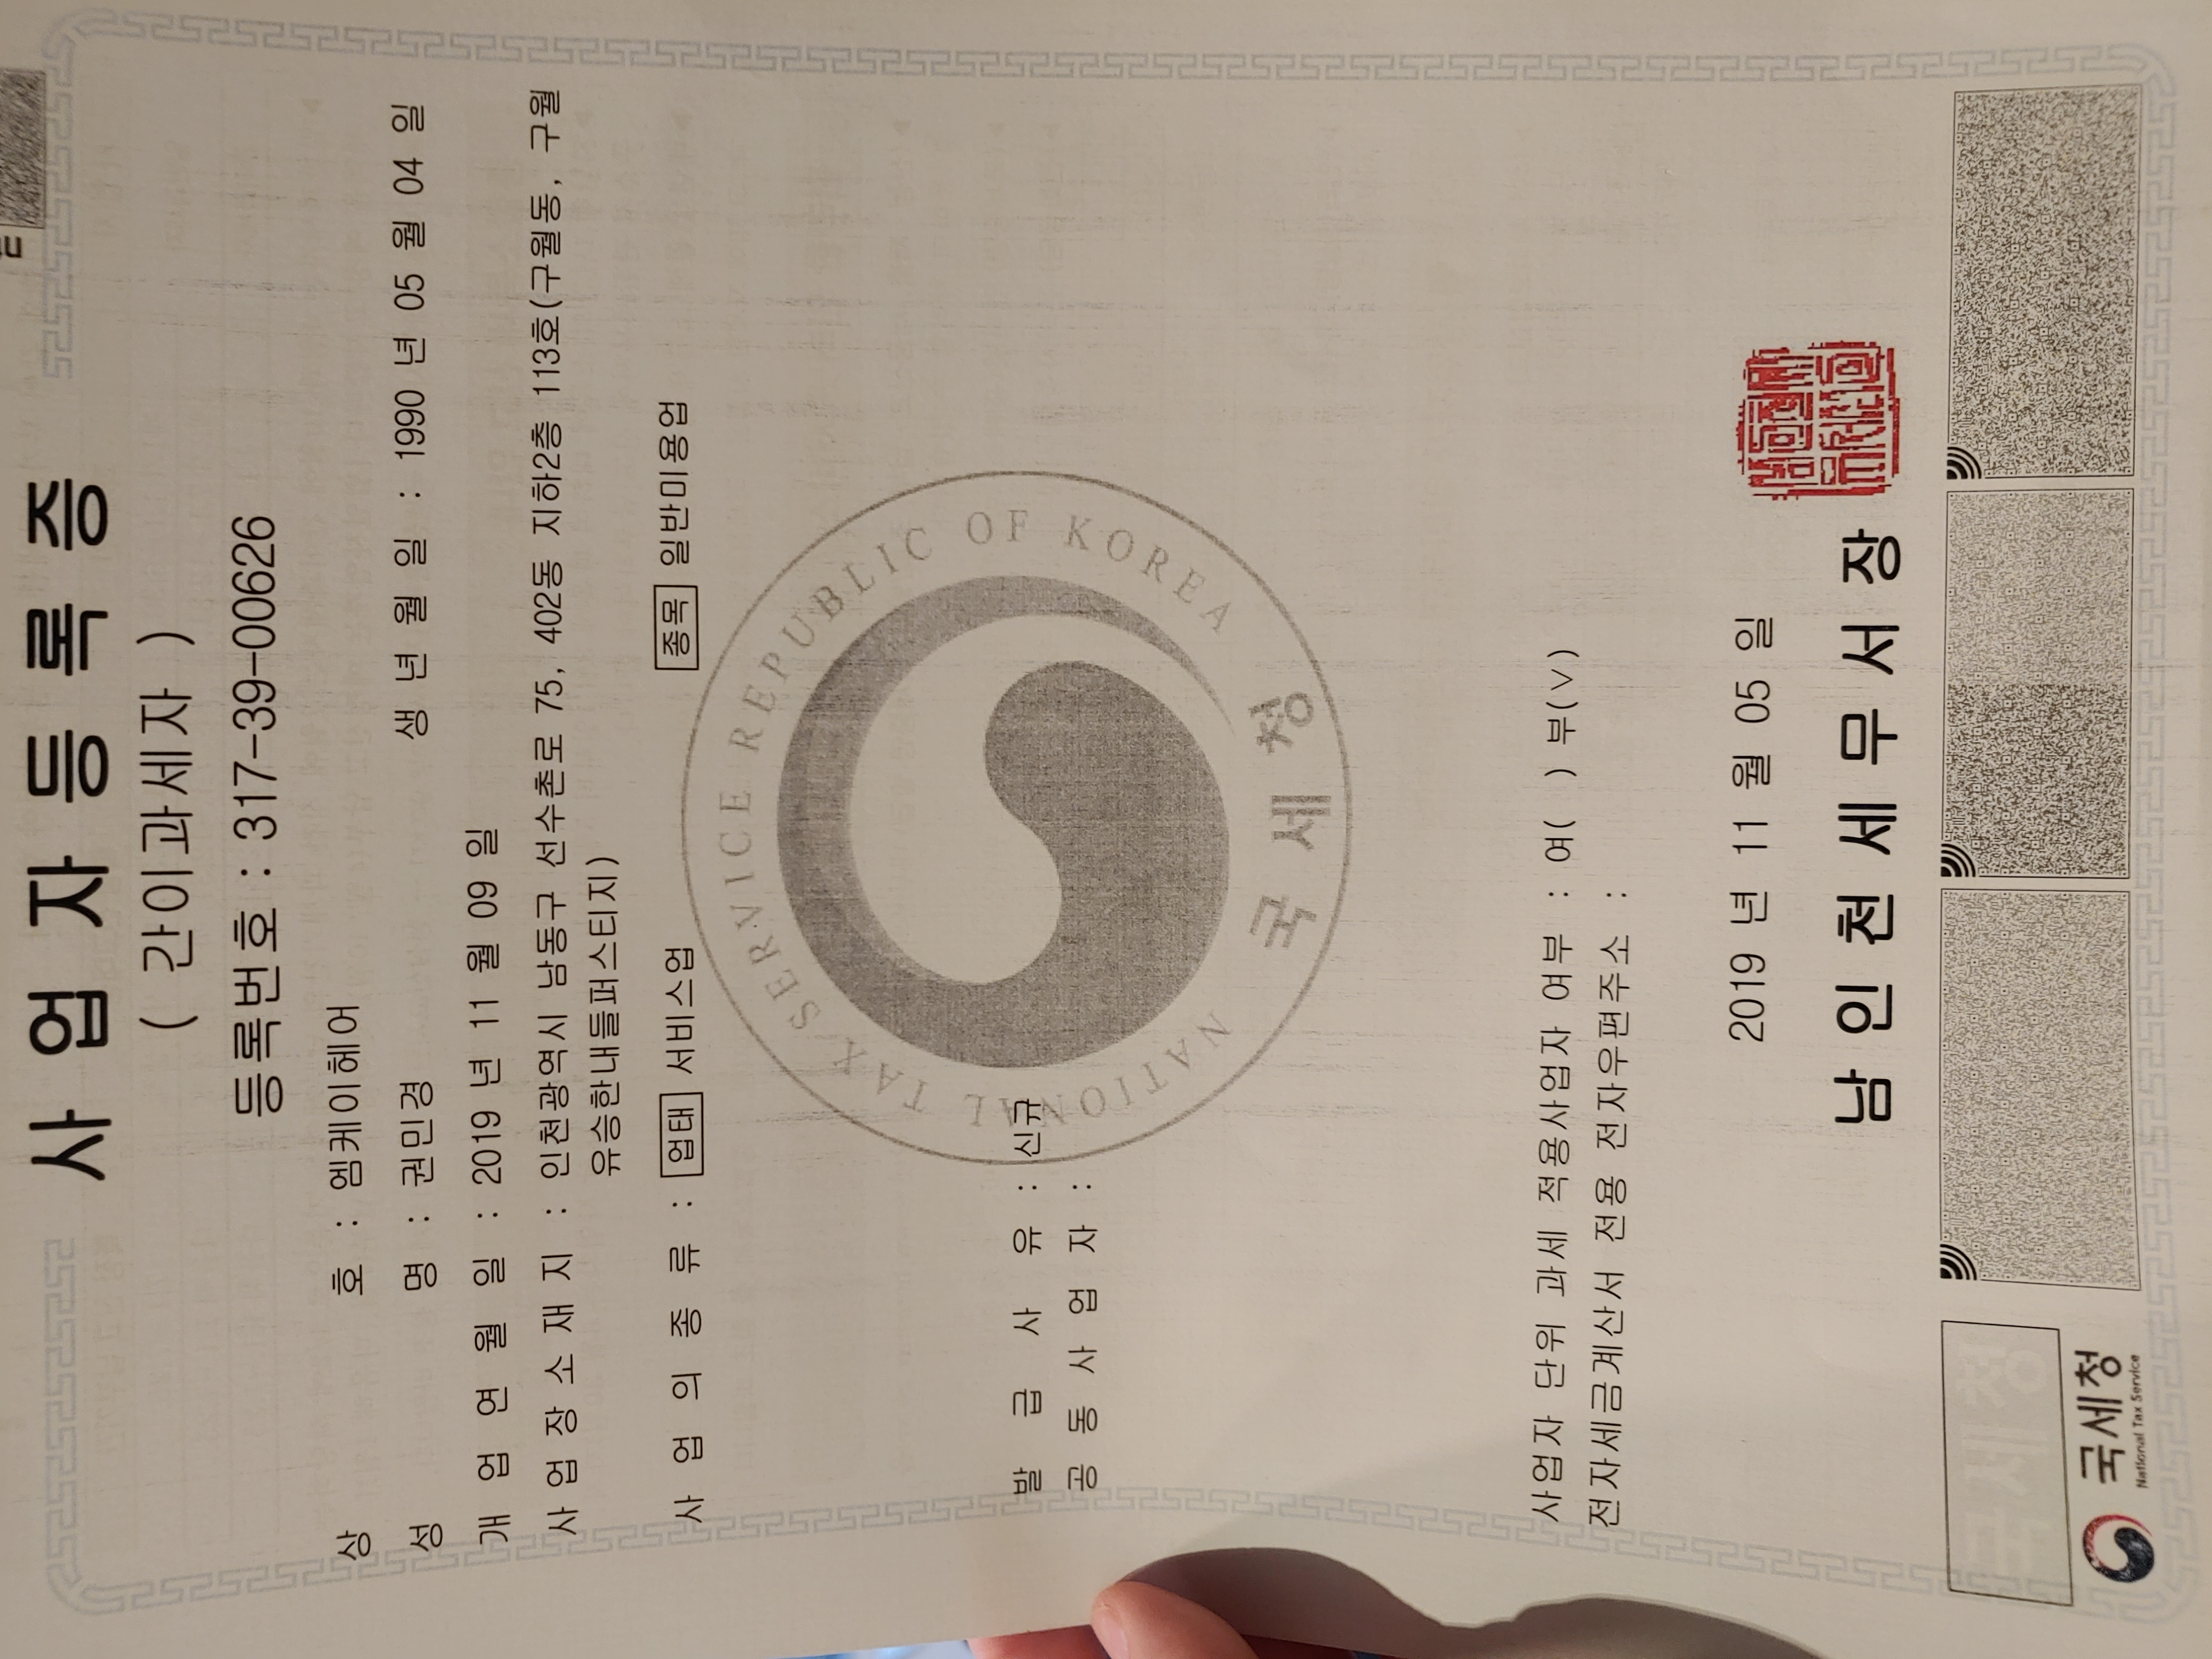 사 업 자 등 록 증
( 간이과세자 )
등록번호 : 317-39-00626
상 호 : 엠케이헤어
성 명 : 권민경 생 년 월 일 : 1990 년 05 월 04 일
개 업 연 월 일 : 2019 년 11 월 09 일
사 업 장 소 재 지 : 인천광역시 남동구 선수촌로 75, 402동 지하2층 113호(구월동, 구월
유승한내들퍼스티지)
사 업 의 종 류 : 업태 서비스업 종목 일반미용업
NATIONAL TAX SERVICE REPUBLIC OF KOREA
국세청
발 급 사 유 : 신규
공 동 사 업 자 :
사업자 단위 과세 적용사업자 여부 : 여( ) 부(∨)
전자세금계산서 전용 전자우편주소 :
2019 년 11 월 05 일
남 인 천 세 무 서 장
국세청
국세청
National Tax Service